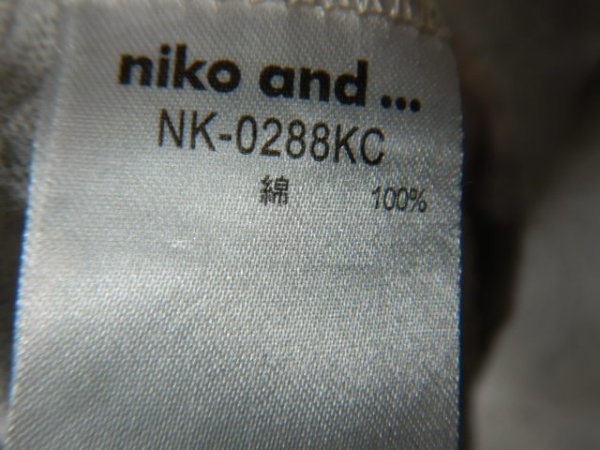 niko and ...
NK-0288KC
綿 100%